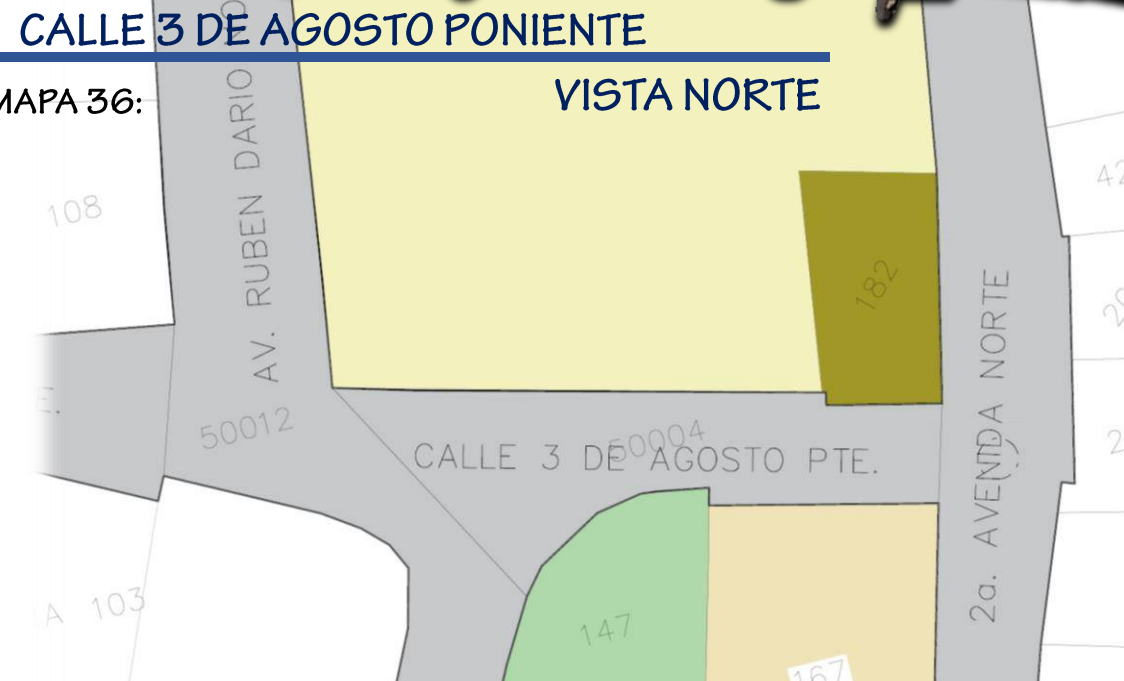 CALLE 3 DE AGOSTO PONIENTE
MAPA 36:
VISTA NORTE
AV. RUBEN DARIO
108
182
2a. AVENIDA NORTE
50012
50004
CALLE 3 DE AGOSTO PTE.
103
147
167